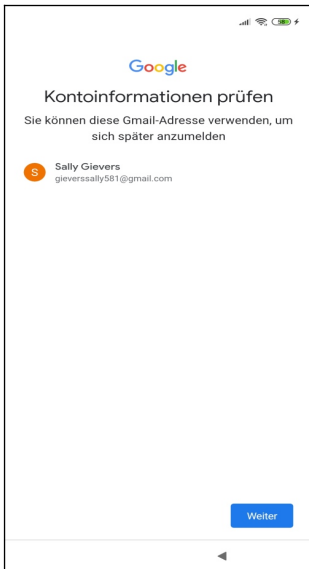 Google
Kontoinformationen prüfen
Sie können diese Gmail-Adresse verwenden, um
sich später anzumelden
S
Sally Gievers
gieverssally581@gmail.com
Weiter